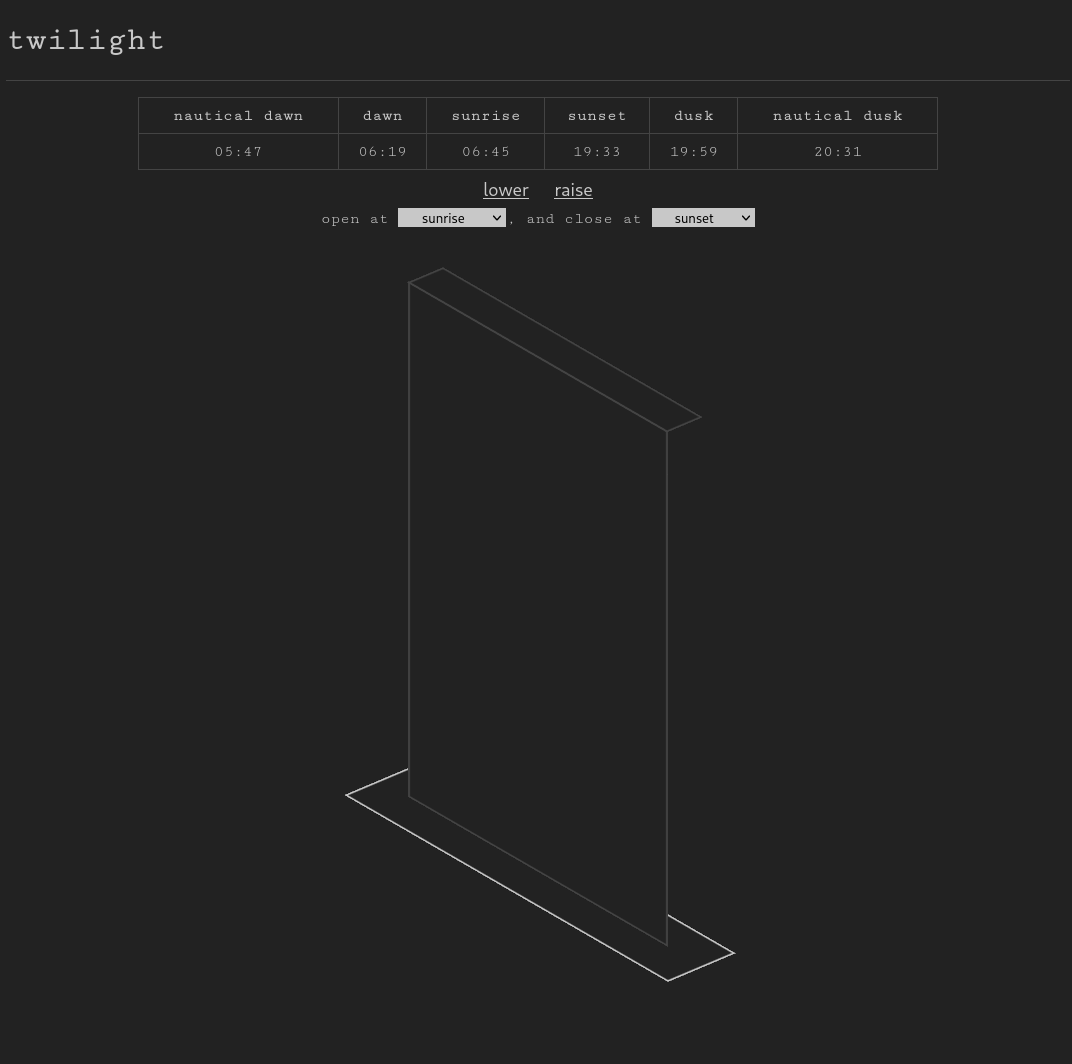 twilight
nautical dawn dawn sunrise sunset dusk nautical dusk
05:47 06:19 06:45 19:33 19:59 20:31
lower raise
open at sunrise, and close at sunset